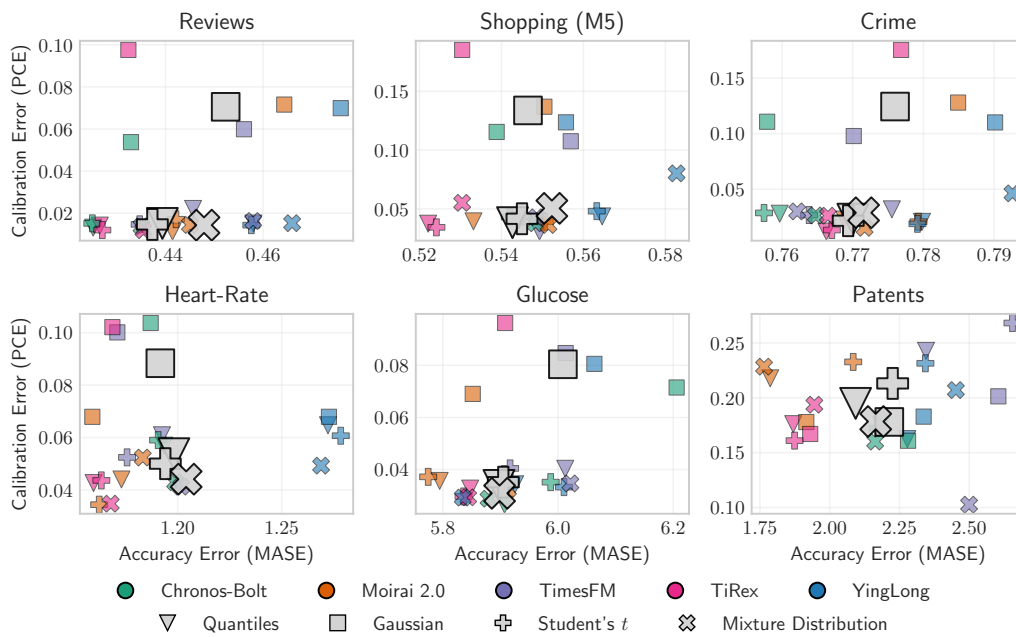 Reviews
Shopping (M5)
Crime
Calibration Error (PCE)
0.10
0.08
0.06
0.04
0.02
0.44
0.46
0.15
0.10
0.05
0.52
0.54
0.56
0.58
0.15
0.10
0.05
0.76
0.77
0.78
0.79
Heart-Rate
Glucose
Patents
Calibration Error (PCE)
0.10
0.08
0.06
0.04
1.20
1.25
0.08
0.06
0.04
5.8
6.0
6.2
0.25
0.20
0.15
0.10
1.75
2.00
2.25
2.50
Accuracy Error (MASE)
Accuracy Error (MASE)
Accuracy Error (MASE)
Chronos-Bolt
Moirai 2.0
TimesFM
TiRex
YingLong
Quantiles
Gaussian
Student's t
Mixture Distribution